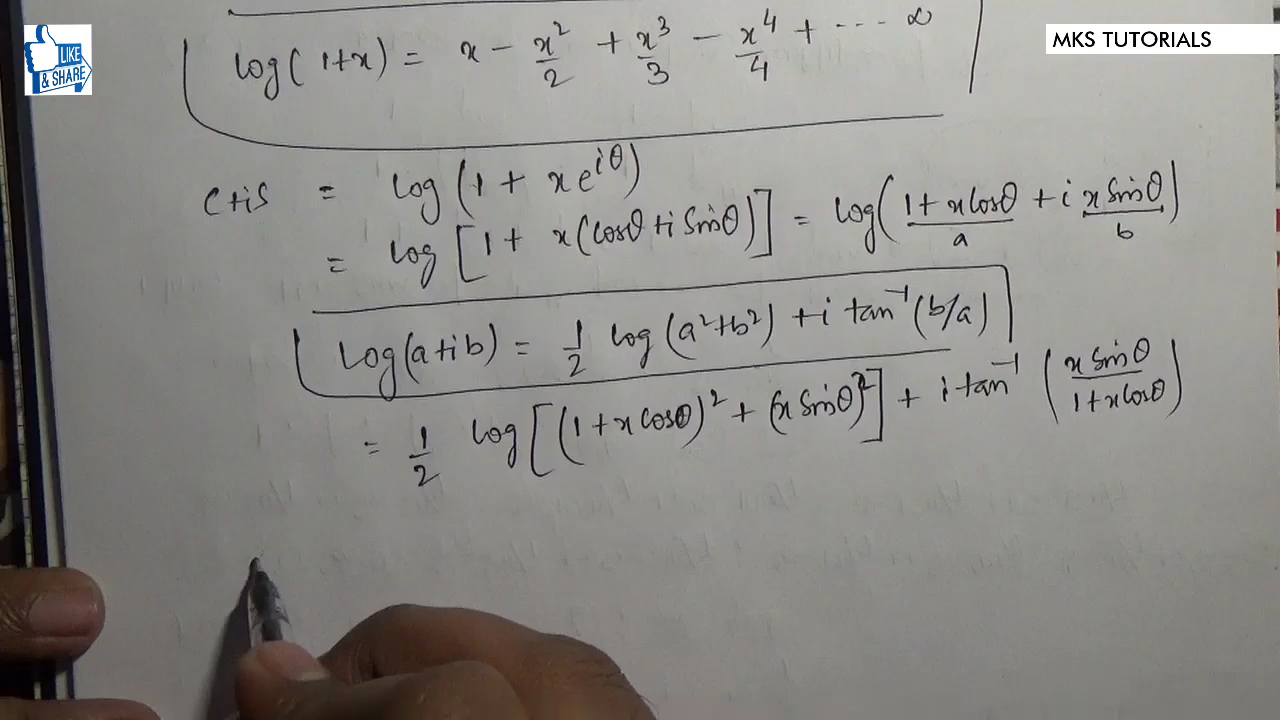 LIKE
& SHARE
MKS TUTORIALS
log(1+x) = x - x²/2 + x³/3 - x⁴/4 + --- ∞
C+iS = log(1 + xe^{iθ})
= log[1 + x(cosθ + i sinθ)] = log(1 + x cosθ + i x sinθ)
a b
log(a+ib) = 1/2 log(a²+b²) + i tan⁻¹(b/a)
= 1/2 log[(1 + x cosθ)² + (x sinθ)²] + i tan⁻¹(x sinθ / 1 + x cosθ)